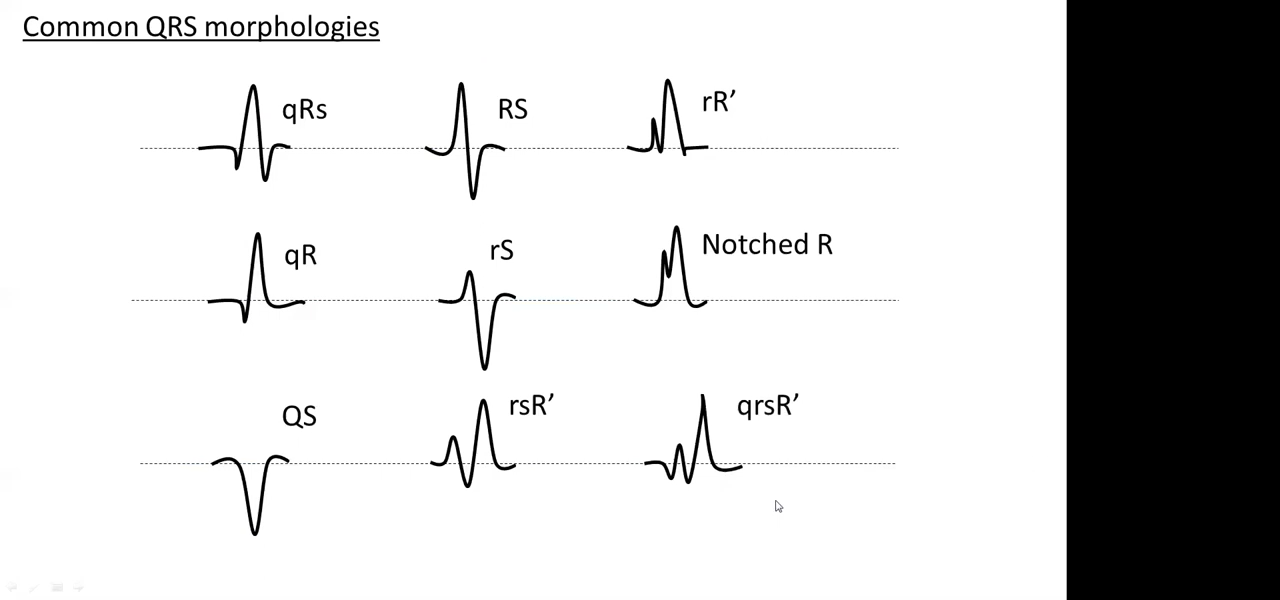 Common QRS morphologies
qRs
RS
rR’
qR
rS
Notched R
QS
rsR’
qrsR’